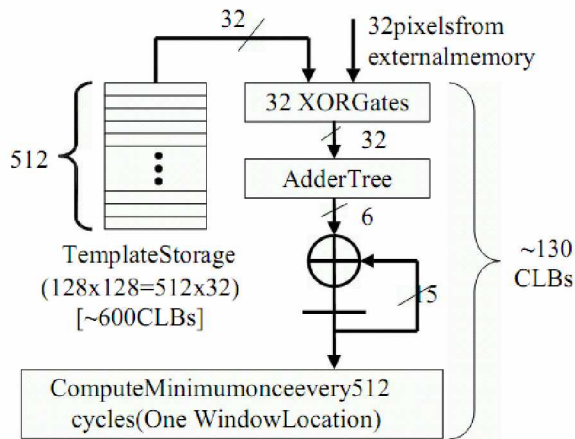 32
32pixelsfrom
externalmemory
32 XORGates
32
512
AdderTree
6
TemplateStorage
(128x128=512x32)
[~600CLBs]
15
~130
CLBs
ComputeMinimumonceevery512
cycles(One WindowLocation)